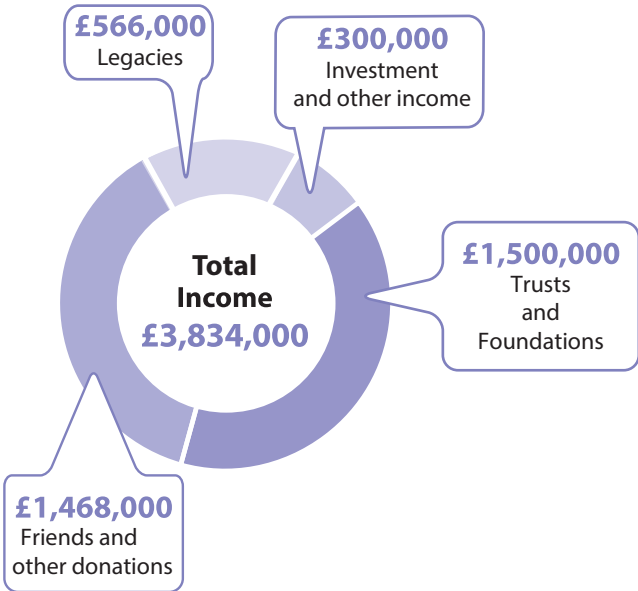 £566,000
Legacies
£300,000
Investment
and other income
Total
Income
£3,834,000
£1,500,000
Trusts
and
Foundations
£1,468,000
Friends and
other donations